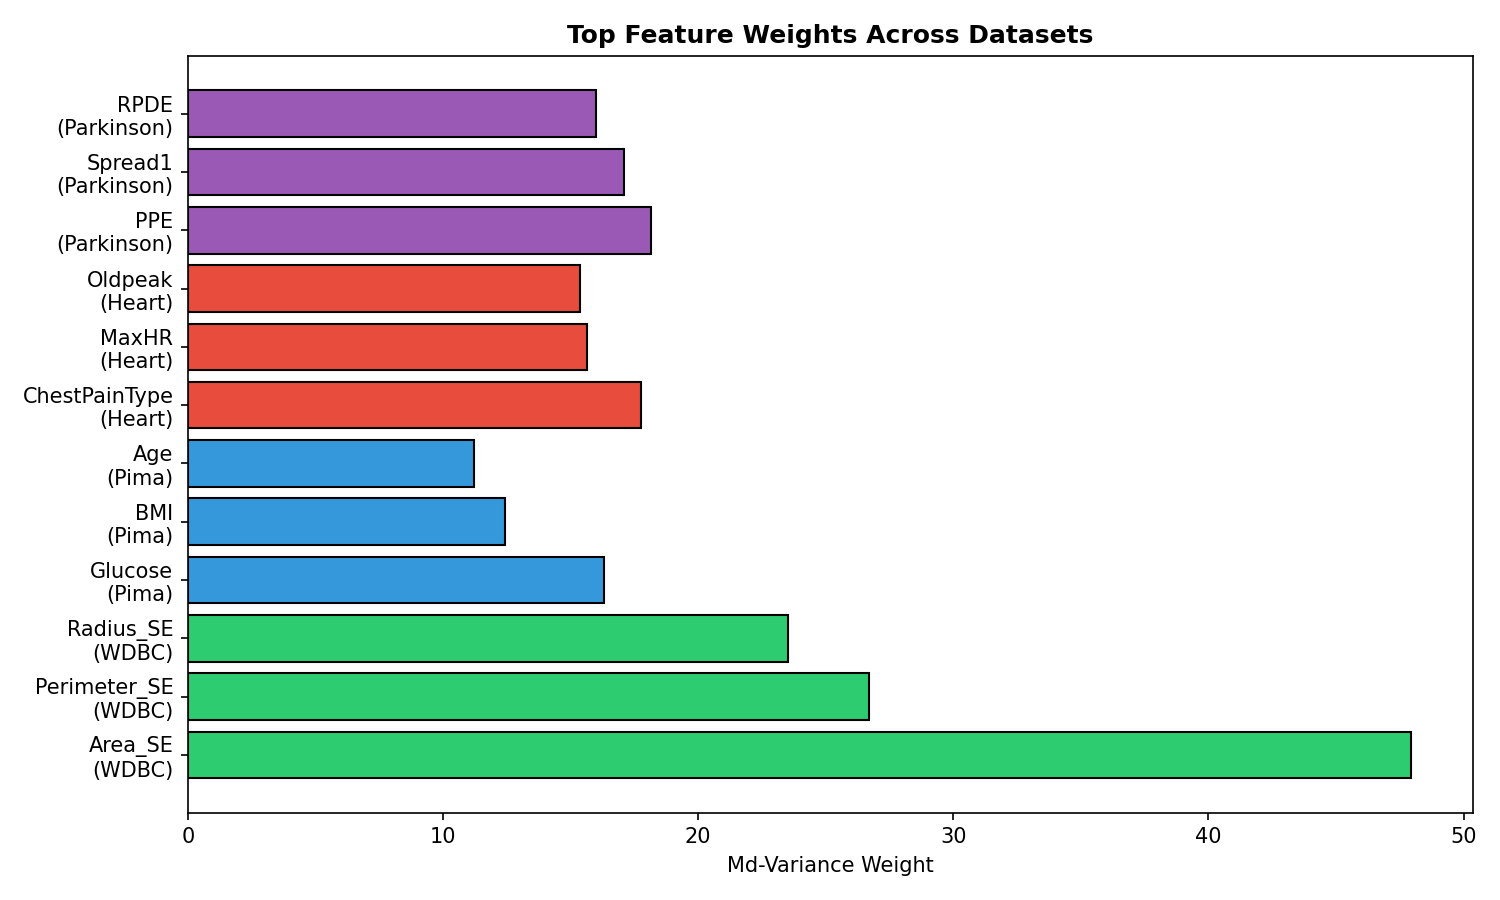 Top Feature Weights Across Datasets
RPDE
(Parkinson)
Spread1
(Parkinson)
PPE
(Parkinson)
Oldpeak
(Heart)
MaxHR
(Heart)
ChestPainType
(Heart)
Age
(Pima)
BMI
(Pima)
Glucose
(Pima)
Radius_SE
(WDBC)
Perimeter_SE
(WDBC)
Area_SE
(WDBC)
0 10 20 30 40 50
Md-Variance Weight